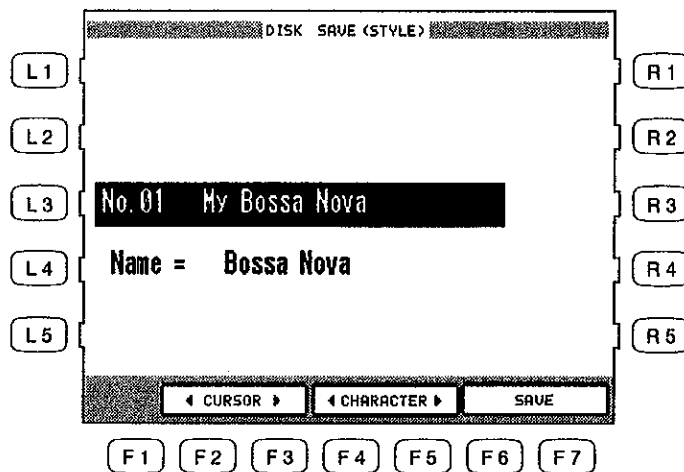 DISK SAVE (STYLE)
L1 R1
L2 R2
L3 No. 01 My Bossa Nova R3
L4 Name = Bossa Nova R4
L5 R5
◀ CURSOR ▶ ◀ CHARACTER ▶ SAVE
F1 F2 F3 F4 F5 F6 F7